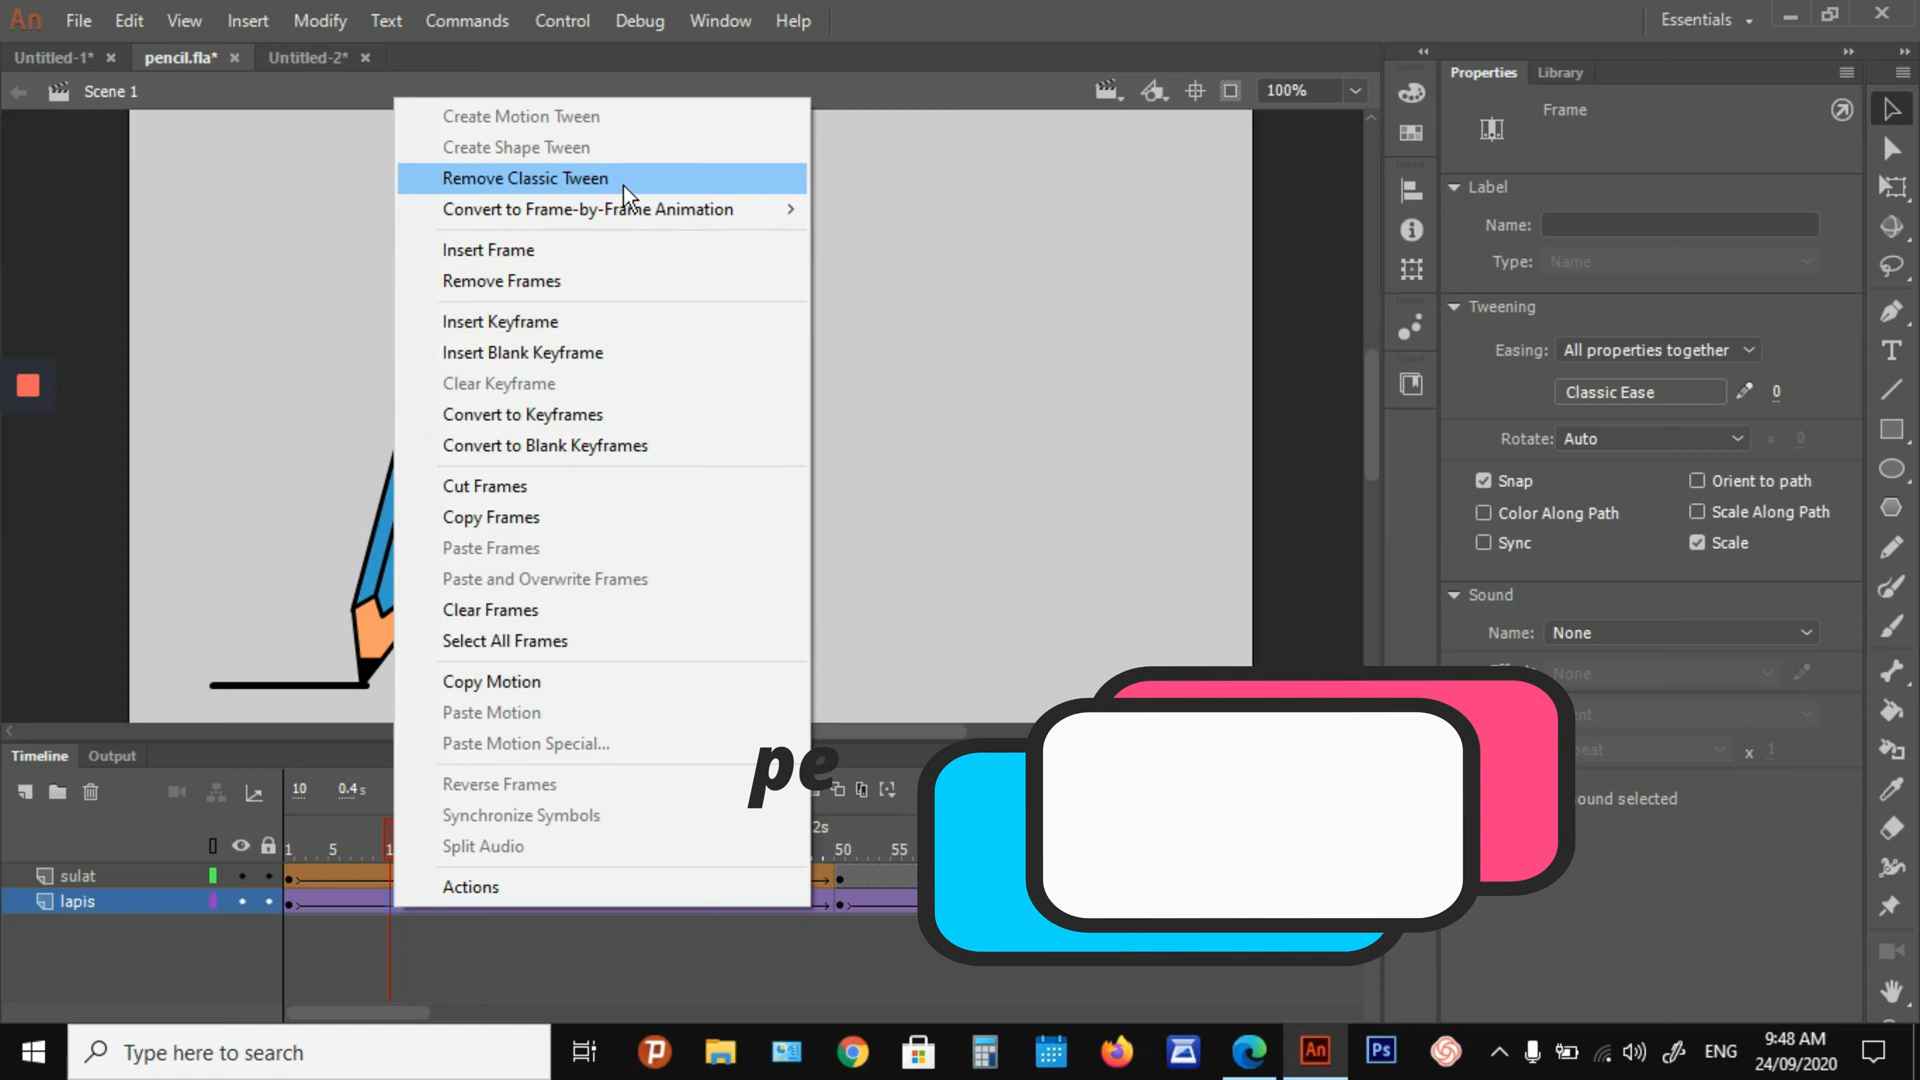 An File Edit View Insert Modify Text Commands Control Debug Window Help Essentials
Untitled-1* × pencil.fla* × Untitled-2* ×
Properties Library
Scene 1 100%
Frame
Label
Name:
Type: Name
Tweening
Easing: All properties together
Classic Ease 0
Rotate: Auto x 0
Snap Orient to path
Color Along Path Scale Along Path
Sync Scale
Sound
Name: None
None
x 1
ound selected
Create Motion Tween
Create Shape Tween
Remove Classic Tween
Convert to Frame-by-Frame Animation
Insert Frame
Remove Frames
Insert Keyframe
Insert Blank Keyframe
Clear Keyframe
Convert to Keyframes
Convert to Blank Keyframes
Cut Frames
Copy Frames
Paste Frames
Paste and Overwrite Frames
Clear Frames
Select All Frames
Copy Motion
Paste Motion
Paste Motion Special...
Reverse Frames
Synchronize Symbols
Split Audio
Actions
pe
Timeline Output
10 0.4 s
2s
1 5 1 50 55
sulat
lapis
Type here to search
An Ps ENG
9:48 AM
24/09/2020